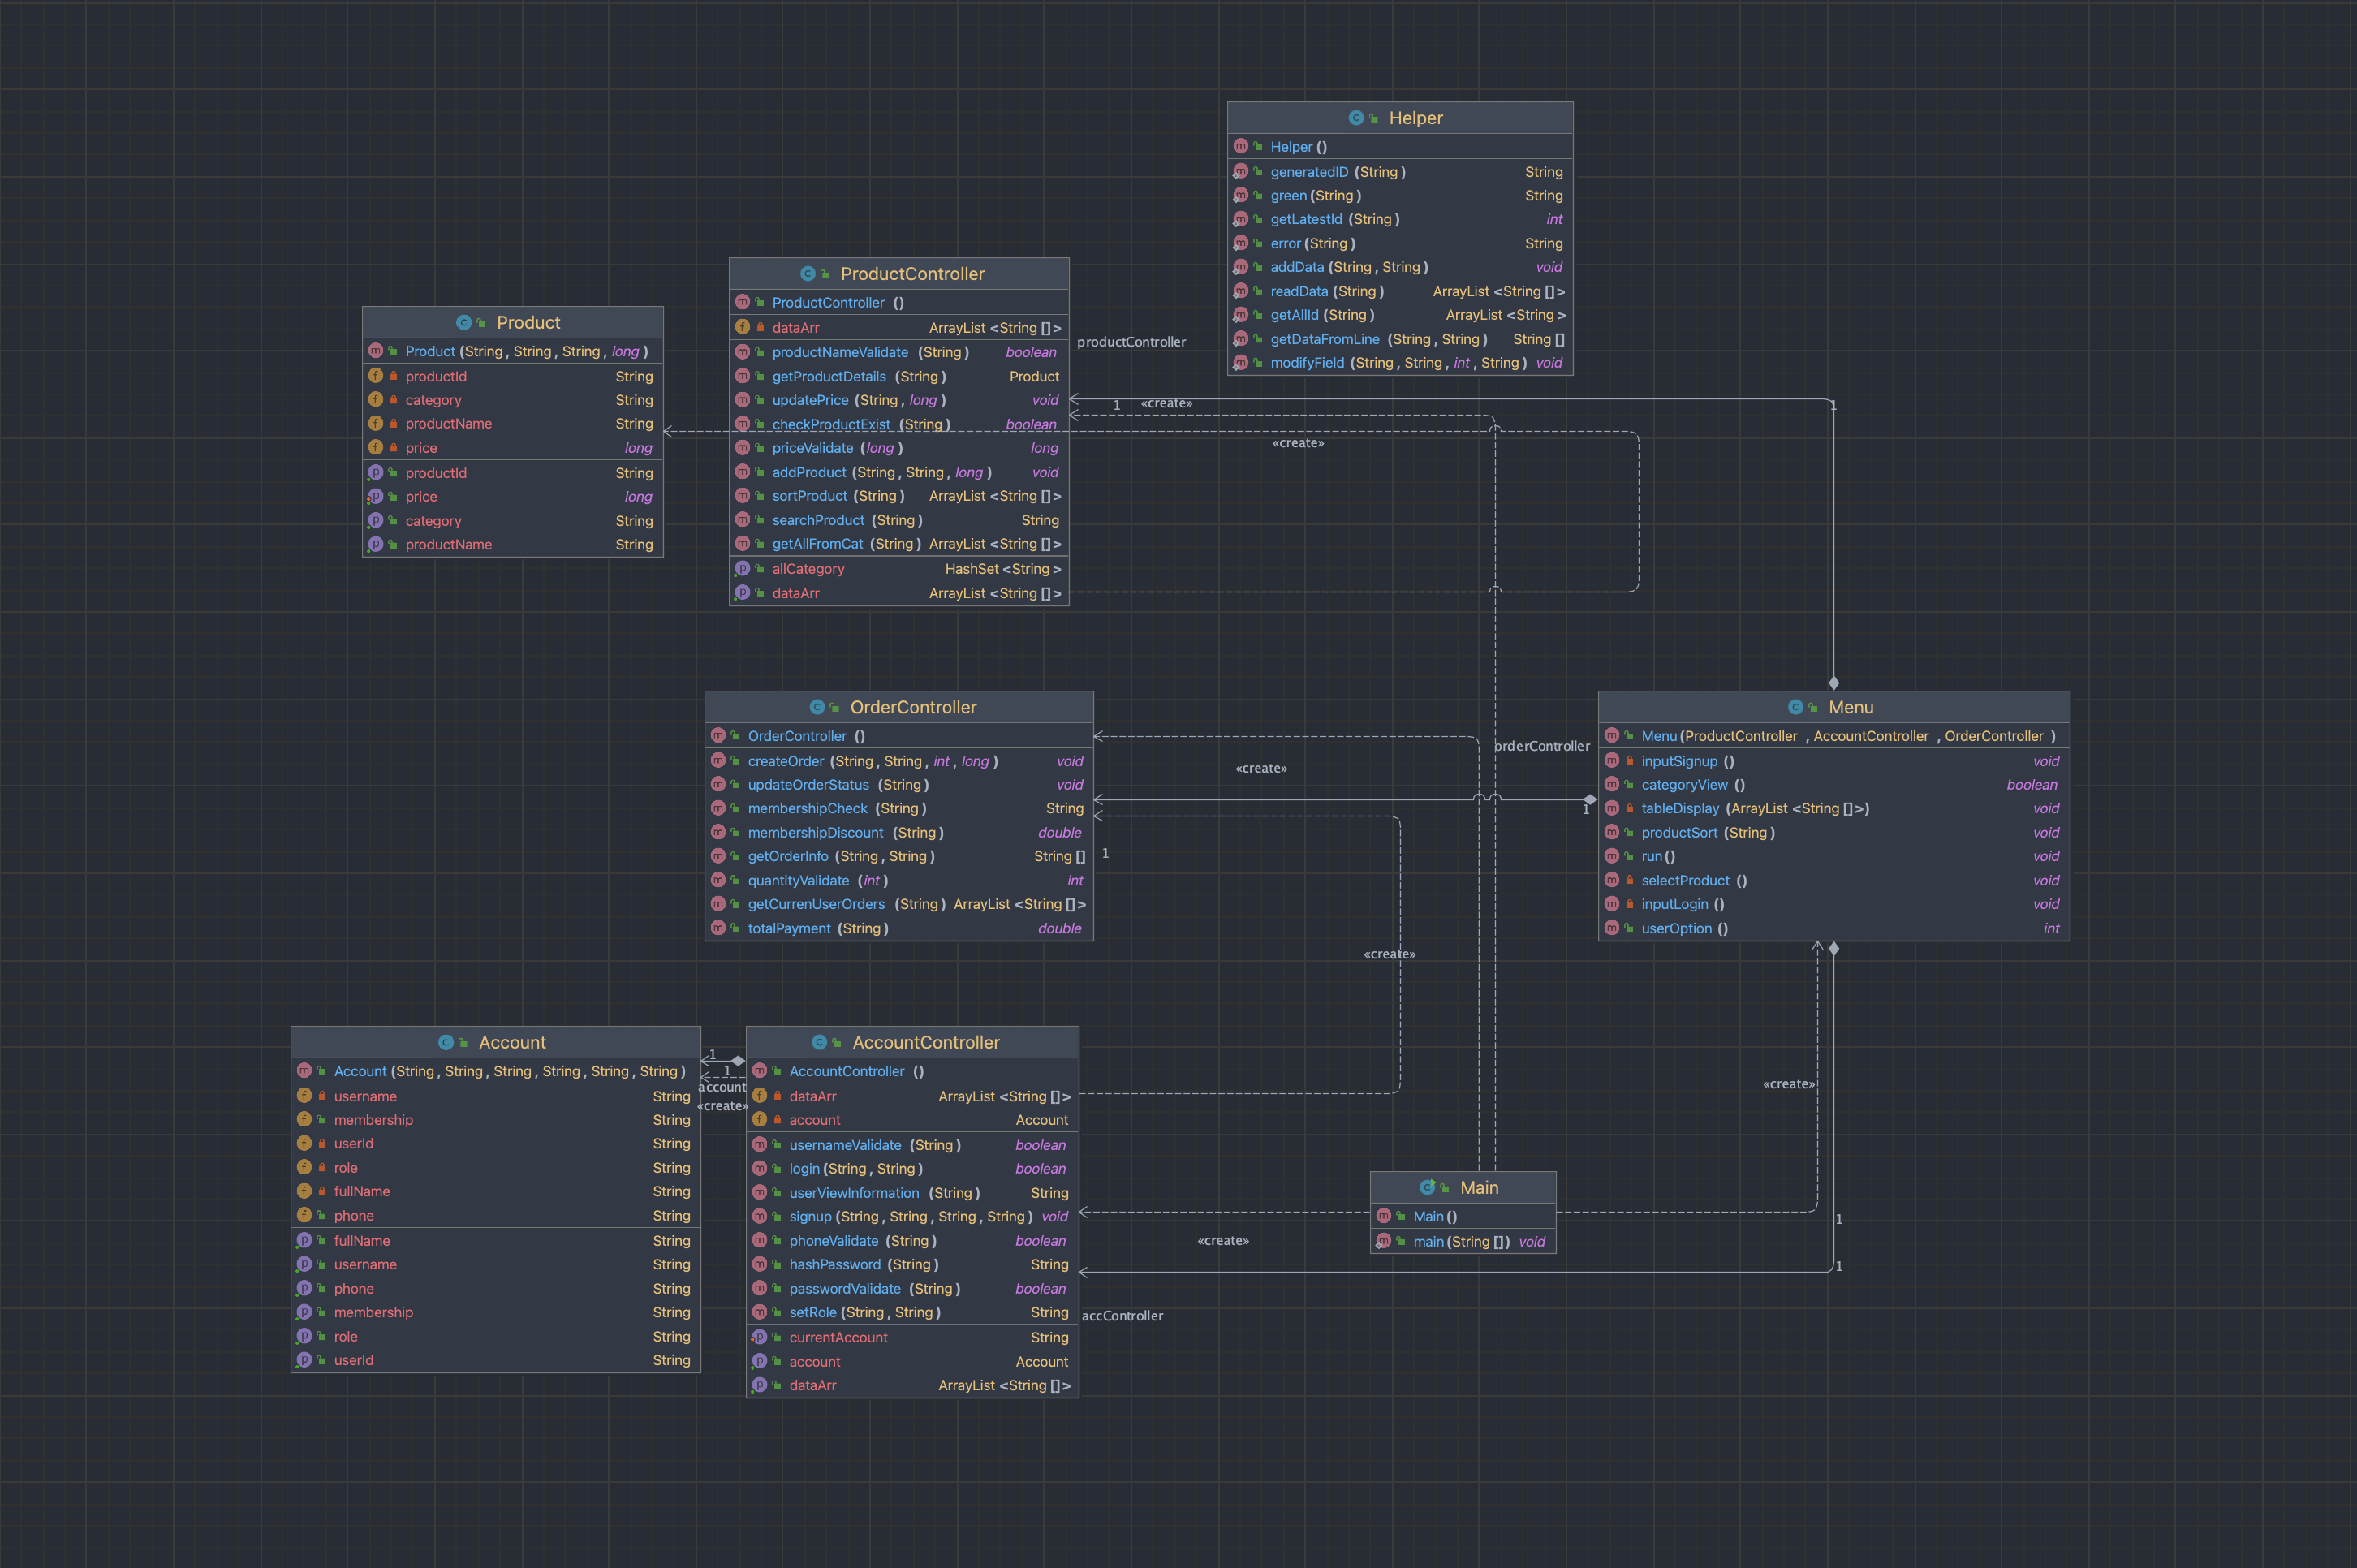 Helper
Helper()
generatedID(String) String
green(String) String
getLatestId(String) int
error(String) String
addData(String, String) void
readData(String) ArrayList<String[]>
getAllId(String) ArrayList<String>
getDataFromLine(String, String) String[]
modifyField(String, String, int, String) void
ProductController
ProductController()
dataArr ArrayList<String[]>
productNameValidate(String) boolean
getProductDetails(String) Product
updatePrice(String, long) void
checkProductExist(String) boolean
priceValidate(long) long
addProduct(String, String, long) void
sortProduct(String) ArrayList<String[]>
searchProduct(String) String
getAllFromCat(String) ArrayList<String[]>
allCategory HashSet<String>
dataArr ArrayList<String[]>
Product
Product(String, String, String, long)
productId String
category String
productName String
price long
productId String
price long
category String
productName String
productController
1
«create»
1
«create»
OrderController
OrderController()
createOrder(String, String, int, long) void
updateOrderStatus(String) void
membershipCheck(String) String
membershipDiscount(String) double
getOrderInfo(String, String) String[]
quantityValidate(int) int
getCurrenUserOrders(String) ArrayList<String[]>
totalPayment(String) double
orderController
«create»
1
1
«create»
Menu
Menu(ProductController, AccountController, OrderController)
inputSignup() void
categoryView() boolean
tableDisplay(ArrayList<String[]>) void
productSort(String) void
run() void
selectProduct() void
inputLogin() void
userOption() int
Account
Account(String, String, String, String, String, String)
username String
membership String
userId String
role String
fullName String
phone String
fullName String
username String
phone String
membership String
role String
userId String
1
1
account
«create»
AccountController
AccountController()
dataArr ArrayList<String[]>
account Account
usernameValidate(String) boolean
login(String, String) boolean
userViewInformation(String) String
signup(String, String, String, String) void
phoneValidate(String) boolean
hashPassword(String) String
passwordValidate(String) boolean
setRole(String, String) String
currentAccount String
account Account
dataArr ArrayList<String[]>
«create»
Main
Main()
main(String[]) void
«create»
1
1
accController